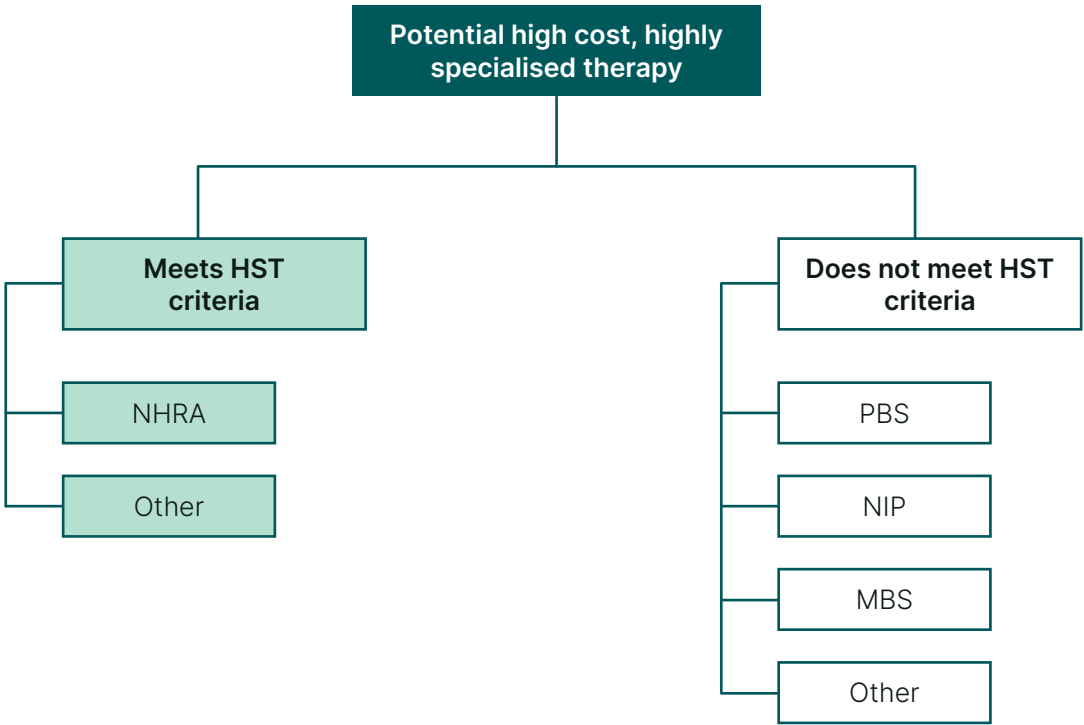 Potential high cost, highly
specialised therapy
Meets HST
criteria
NHRA
Other
Does not meet HST
criteria
PBS
NIP
MBS
Other